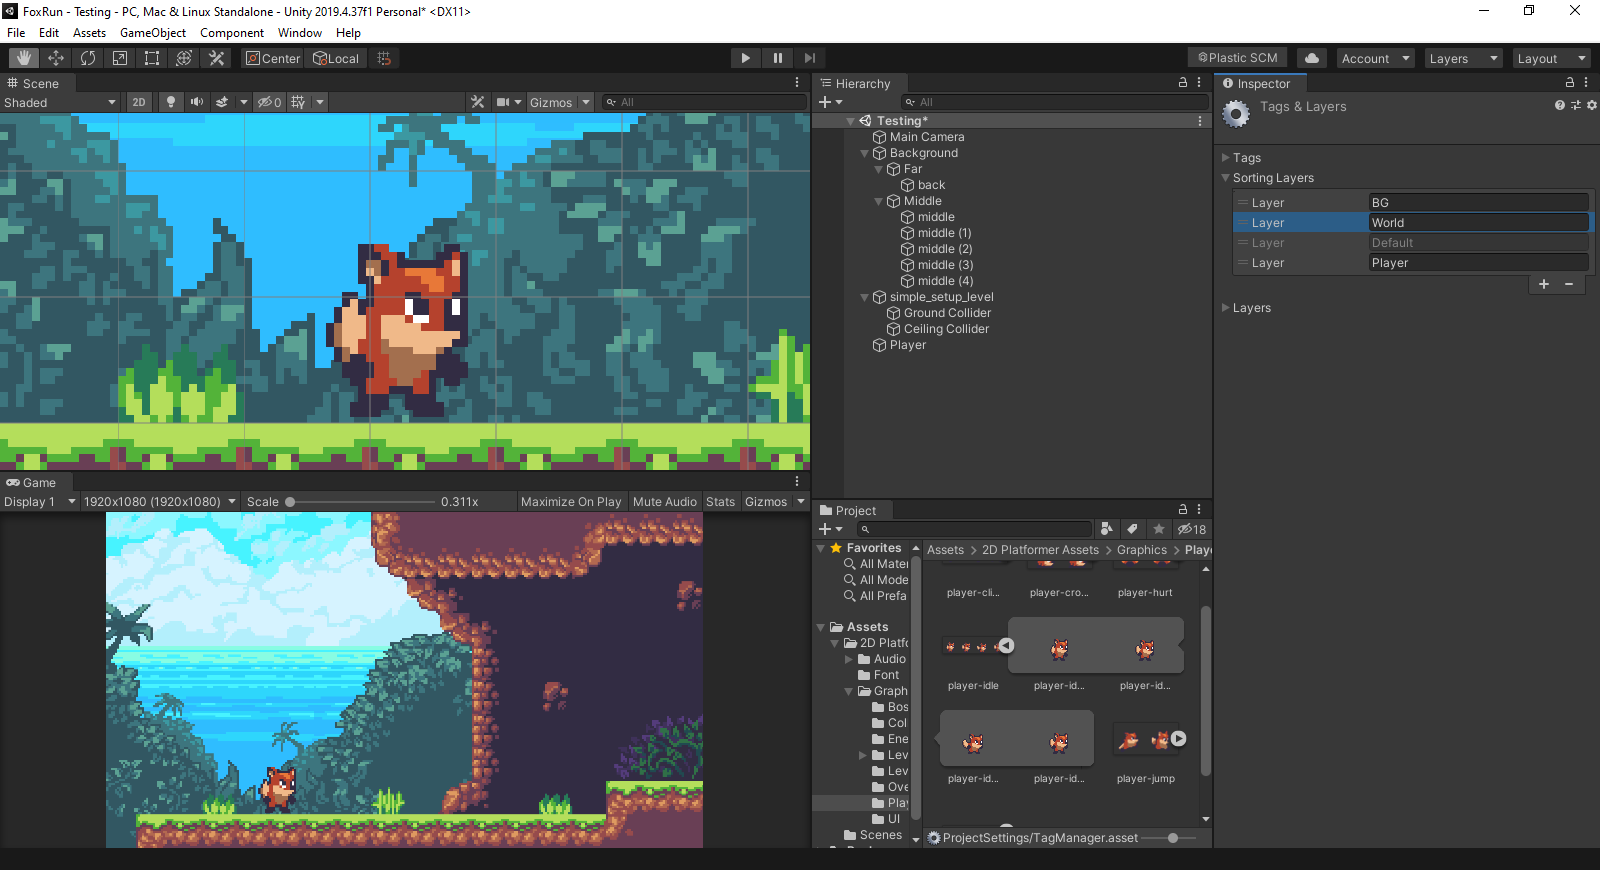 FoxRun - Testing - PC, Mac & Linux Standalone - Unity 2019.4.37f1 Personal* <DX11>
File Edit Assets GameObject Component Window Help
Center Local
Plastic SCM Account Layers Layout
Scene
Shaded 2D 0 Gizmos All
Hierarchy
All
Testing*
Main Camera
Background
Far
back
Middle
middle
middle (1)
middle (2)
middle (3)
middle (4)
simple_setup_level
Ground Collider
Ceiling Collider
Player
Inspector
Tags & Layers
Tags
Sorting Layers
Layer BG
Layer World
Layer Default
Layer Player
Layers
Game
Display 1 1920x1080 (1920x1080) Scale 0.311x Maximize On Play Mute Audio Stats Gizmos
Project
18
Favorites
All Mater
All Mode
All Prefa
Assets
2D Platfo
Audio
Font
Graph
Bos
Col
Ene
Lev
Lev
Ove
Play
UI
Scenes
Assets > 2D Platformer Assets > Graphics > Playe
player-cli... player-cro... player-hurt
player-idle player-id... player-id...
player-id... player-id... player-jump
ProjectSettings/TagManager.asset